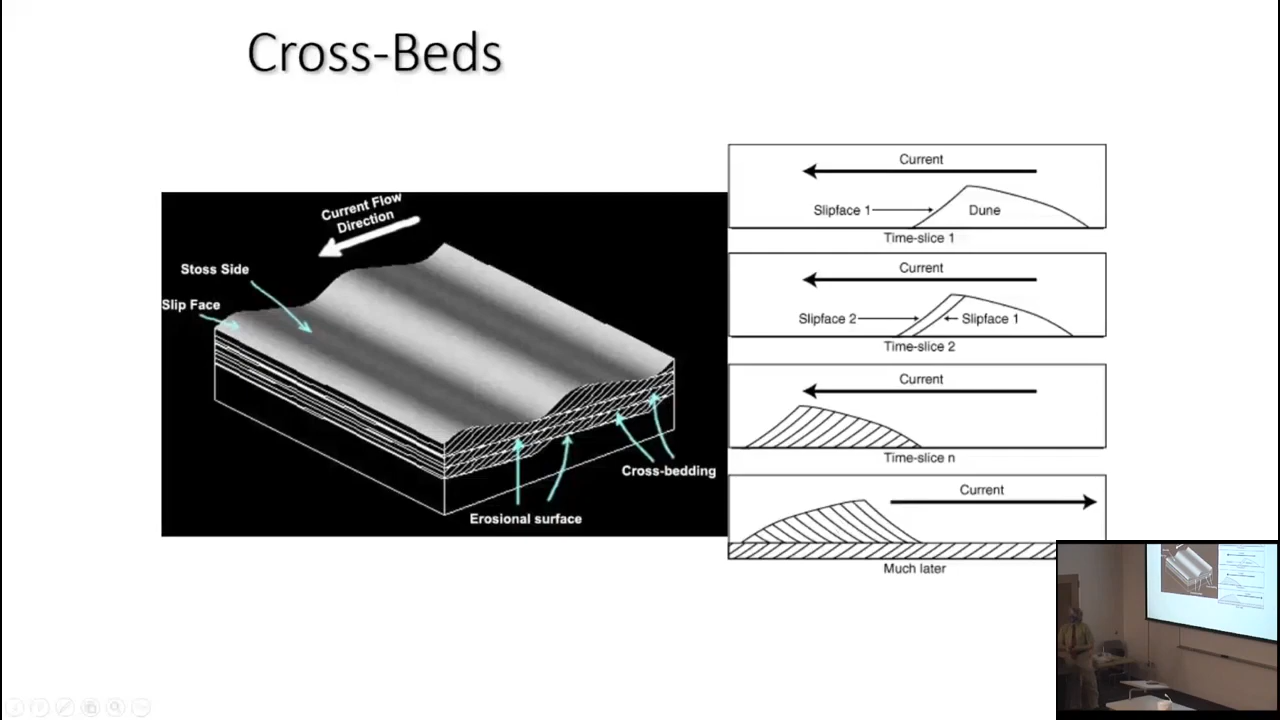 Cross-Beds
Current Flow
Direction
Stoss Side
Slip Face
Cross-bedding
Erosional surface
Current
Slipface 1
Dune
Time-slice 1
Current
Slipface 2
Slipface 1
Time-slice 2
Current
Time-slice n
Current
Much later